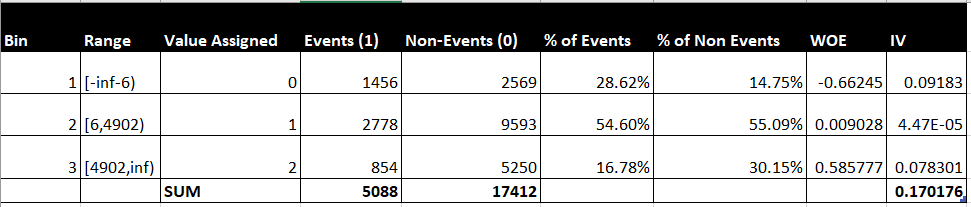 Bin Range Value Assigned Events (1) Non-Events (0) % of Events % of Non Events WOE IV
1 [-inf-6) 0 1456 2569 28.62% 14.75% -0.66245 0.09183
2 [6,4902) 1 2778 9593 54.60% 55.09% 0.009028 4.47E-05
3 [4902,inf) 2 854 5250 16.78% 30.15% 0.585777 0.078301
SUM 5088 17412 0.170176